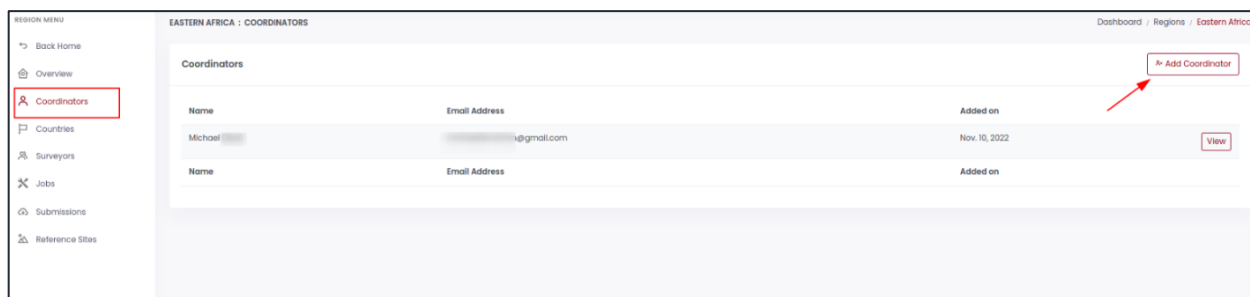 REGION MENU
Back Home
Overview
Coordinators
Countries
Surveyors
Jobs
Submissions
Reference Sites
EASTERN AFRICA : COORDINATORS
Dashboard / Regions / Eastern Africa
Coordinators
Add Coordinator
Name Email Address Added on
Michael @gmail.com Nov. 10, 2022 View
Name Email Address Added on